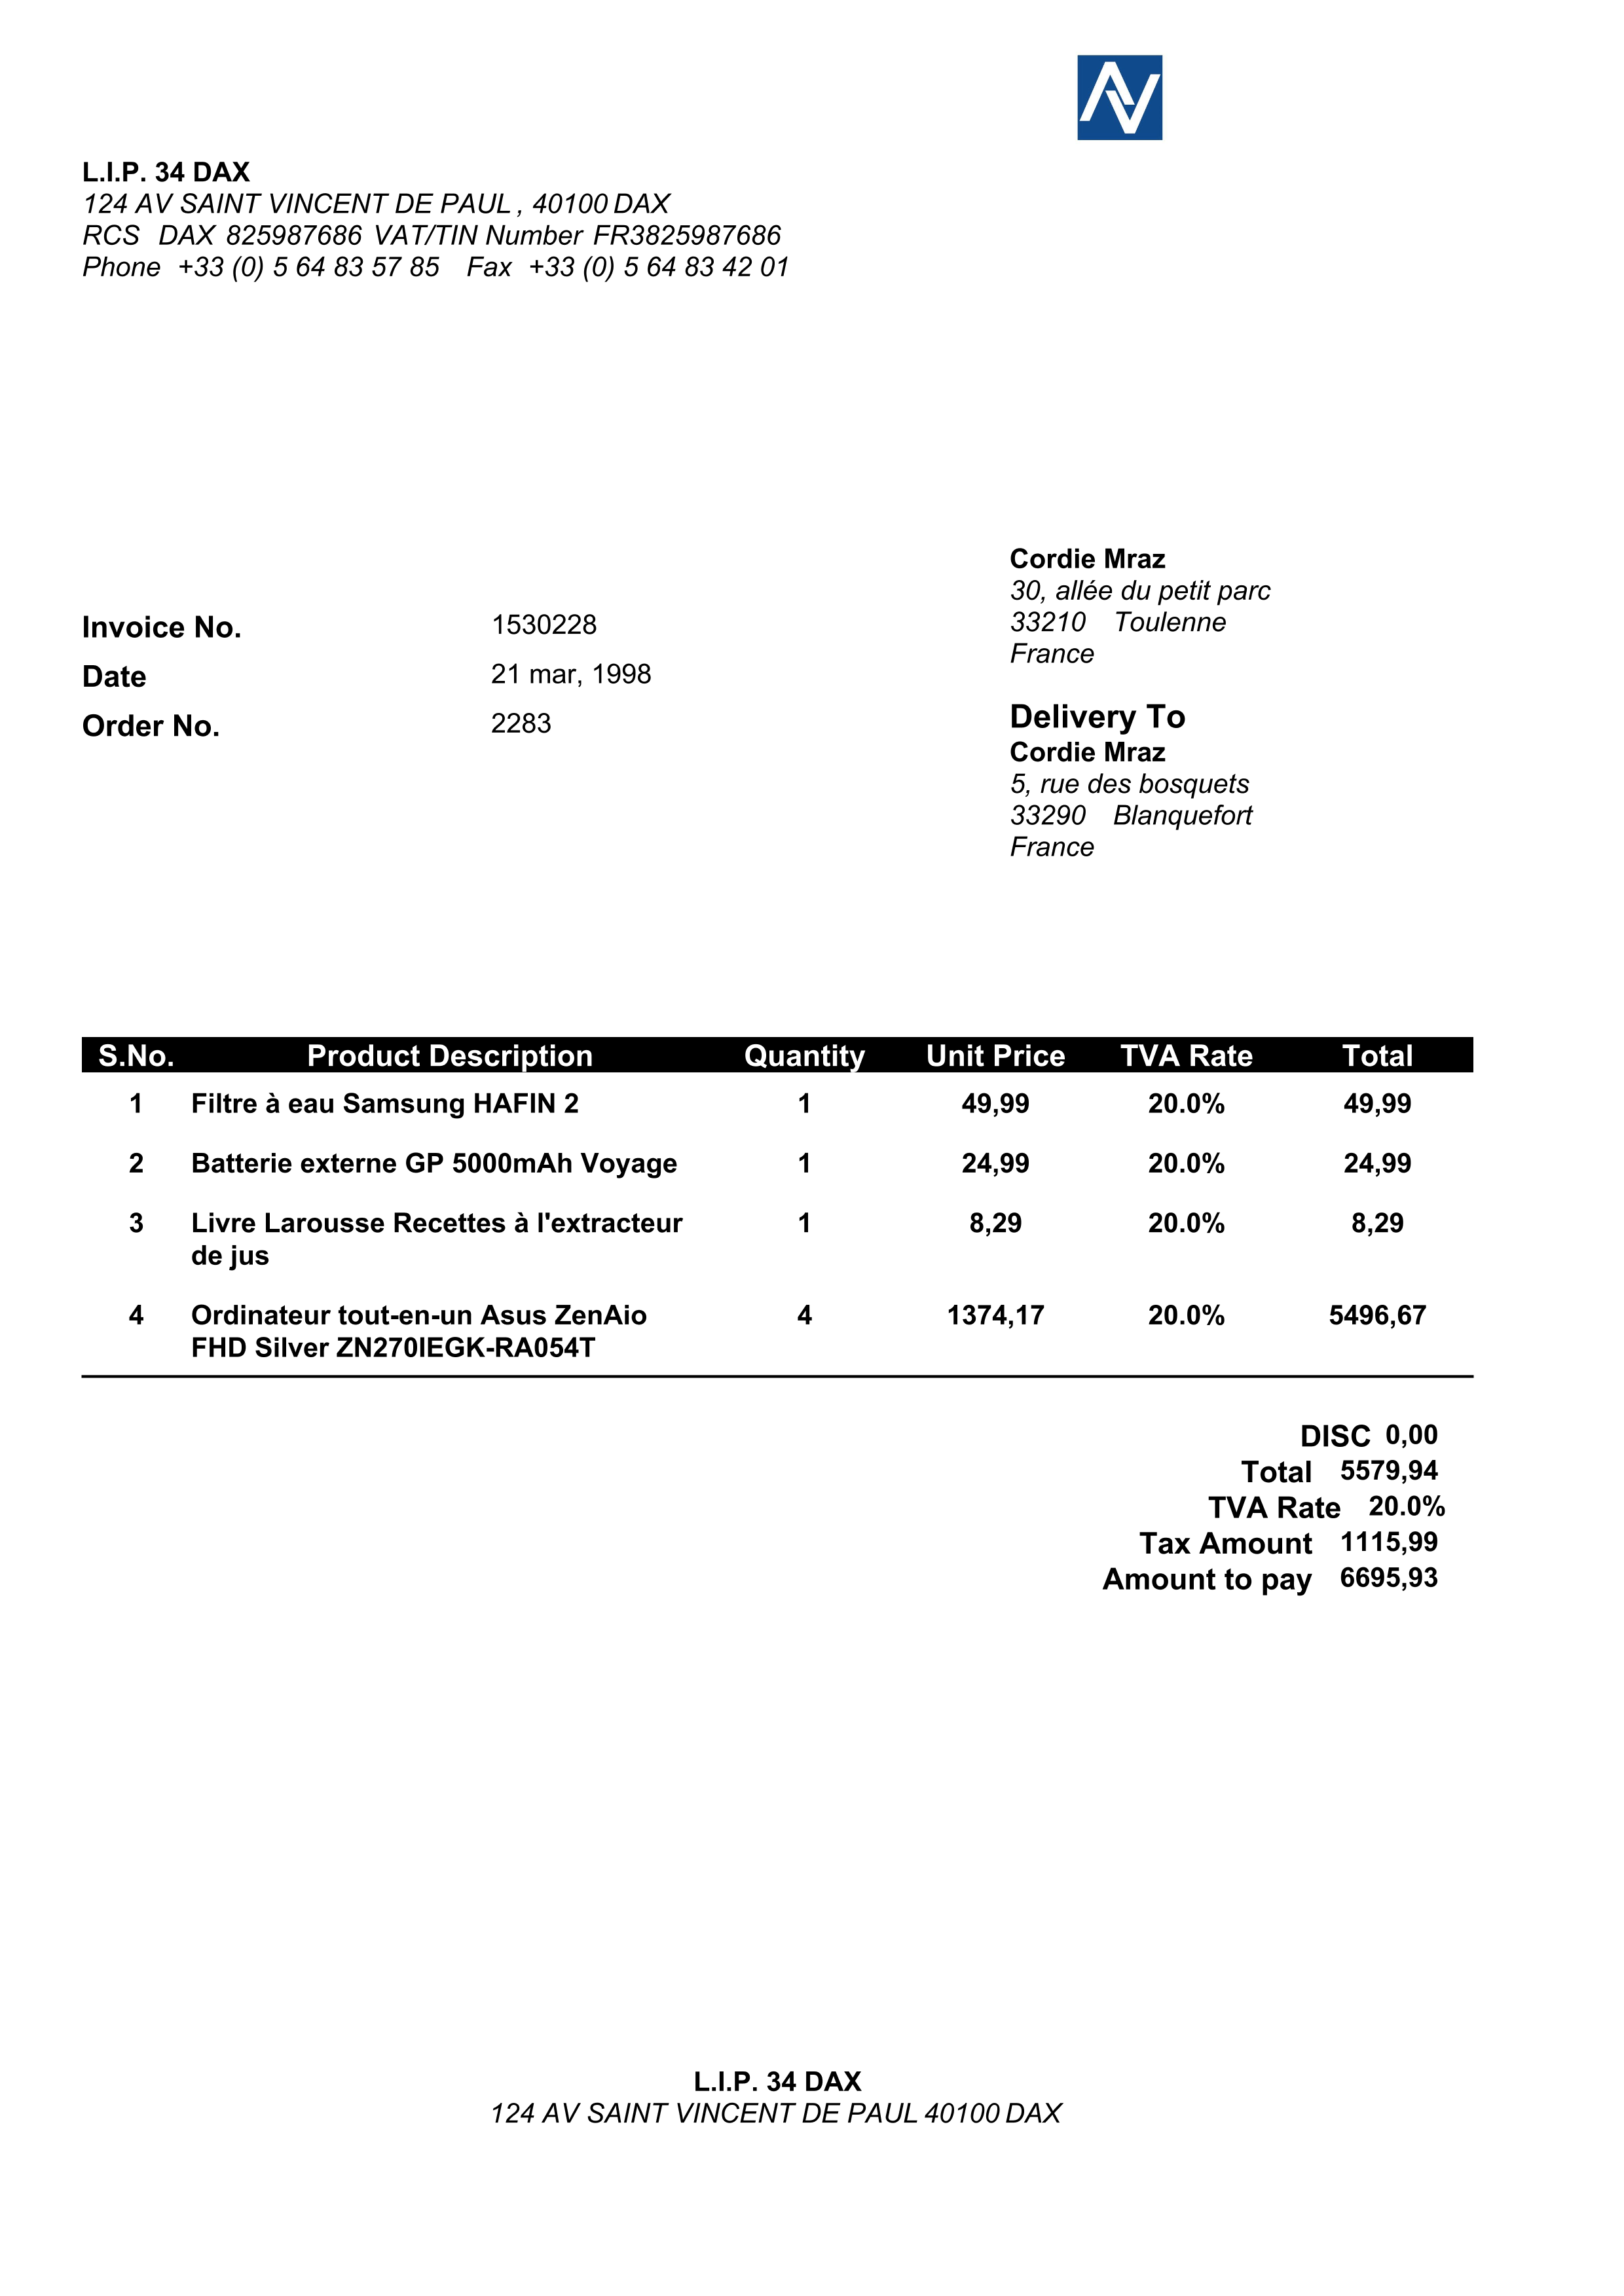 L.I.P. 34 DAX
124 AV SAINT VINCENT DE PAUL , 40100 DAX
RCS DAX 825987686 VAT/TIN Number FR3825987686
Phone +33 (0) 5 64 83 57 85 Fax +33 (0) 5 64 83 42 01
Invoice No. 1530228
Date 21 mar, 1998
Order No. 2283
Cordie Mraz
30, allée du petit parc
33210 Toulenne
France
Delivery To
Cordie Mraz
5, rue des bosquets
33290 Blanquefort
France
S.No. Product Description Quantity Unit Price TVA Rate Total
1 Filtre à eau Samsung HAFIN 2 1 49,99 20.0% 49,99
2 Batterie externe GP 5000mAh Voyage 1 24,99 20.0% 24,99
3 Livre Larousse Recettes à l'extracteur 1 8,29 20.0% 8,29
de jus
4 Ordinateur tout-en-un Asus ZenAio 4 1374,17 20.0% 5496,67
FHD Silver ZN270IEGK-RA054T
DISC 0,00
Total 5579,94
TVA Rate 20.0%
Tax Amount 1115,99
Amount to pay 6695,93
L.I.P. 34 DAX
124 AV SAINT VINCENT DE PAUL 40100 DAX